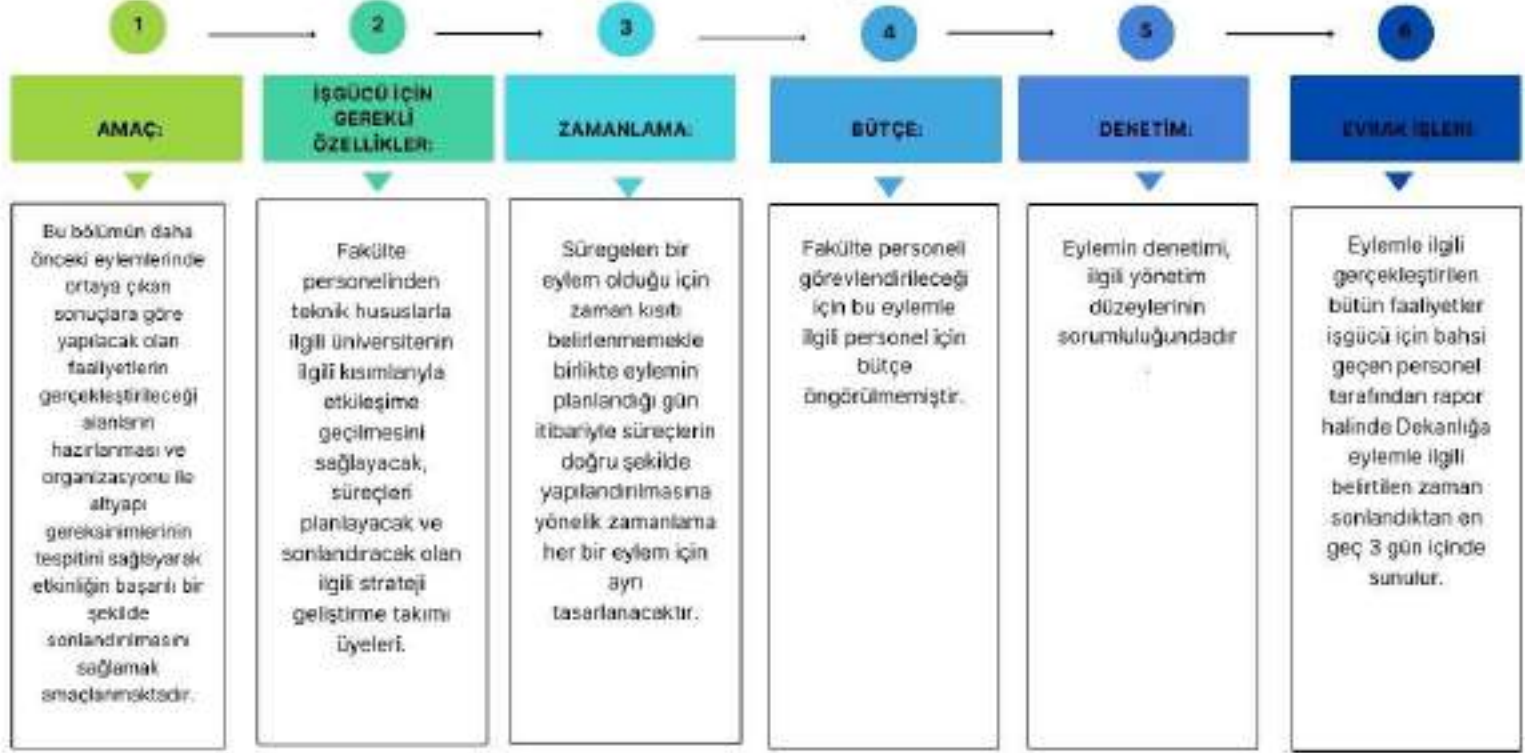 1
2
3
4
5
6
AMAÇ:
İŞGÜCÜ İÇİN
GEREKLİ
ÖZELLİKLER:
ZAMANLAMA:
BÜTÇE:
DENETİM:
EVRAK İŞLERİ:
Bu bölümün daha
önceki eylemlerinde
ortaya çıkan
sonuçlara göre
yapılacak olan
faaliyetlerin
gerçekleştirileceği
alanların
hazırlanması ve
organizasyonu ile
altyapı
gereksinimlerinin
tespitini sağlayarak
etkinliğin başarılı bir
şekilde
sonlandırılmasını
sağlamak
amaçlanmaktadır.
Fakülte
personelinden
teknik hususlarla
ilgili üniversitenin
ilgili kısımlarıyla
etkileşime
geçilmesini
sağlayacak,
süreçleri
planlayacak ve
sonlandıracak olan
ilgili strateji
geliştirme takımı
üyeleri.
Süregelen bir
eylem olduğu için
zaman kısıtı
belirlenmemekle
birlikte eylemin
planlandığı gün
itibariyle süreçlerin
doğru şekilde
yapılandırılmasına
yönelik zamanlama
her bir eylem için
ayrı
tasarlanacaktır.
Fakülte personeli
görevlendirileceği
için bu eylemle
ilgili personel için
bütçe
öngörülmemiştir.
Eylemin denetimi,
ilgili yönetim
düzeylerinin
sorumluluğundadır
.
Eylemle ilgili
gerçekleştirilen
bütün faaliyetler
işgücü için bahsi
geçen personel
tarafından rapor
halinde Dekanlığa
eylemle ilgili
belirtilen zaman
sonlandıktan en
geç 3 gün içinde
sunulur.